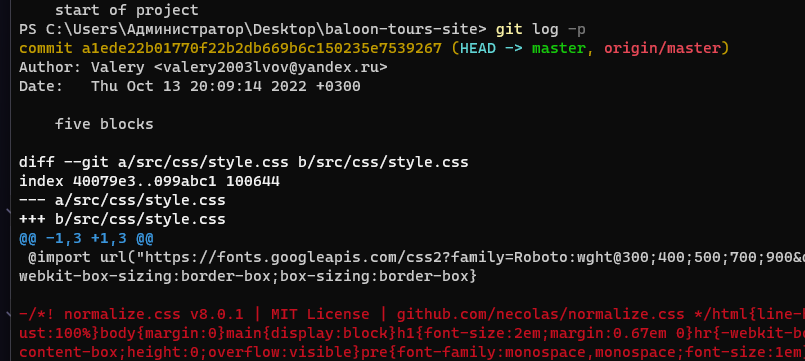 start of project
PS C:\Users\Администратор\Desktop\baloon-tours-site> git log -p
commit a1ede22b01770f22b2db669b6c150235e7539267 (HEAD -> master, origin/master)
Author: Valery <valery2003lvov@yandex.ru>
Date:   Thu Oct 13 20:09:14 2022 +0300
five blocks
diff --git a/src/css/style.css b/src/css/style.css
index 40079e3..099abc1 100644
--- a/src/css/style.css
+++ b/src/css/style.css
@@ -1,3 +1,3 @@
@import url("https://fonts.googleapis.com/css2?family=Roboto:wght@300;400;500;700;900&
webkit-box-sizing:border-box;box-sizing:border-box}
-/*! normalize.css v8.0.1 | MIT License | github.com/necolas/normalize.css */html{line-
ust:100%}body{margin:0}main{display:block}h1{font-size:2em;margin:0.67em 0}hr{-webkit-bo
content-box;height:0;overflow:visible}pre{font-family:monospace,monospace;font-size:1em